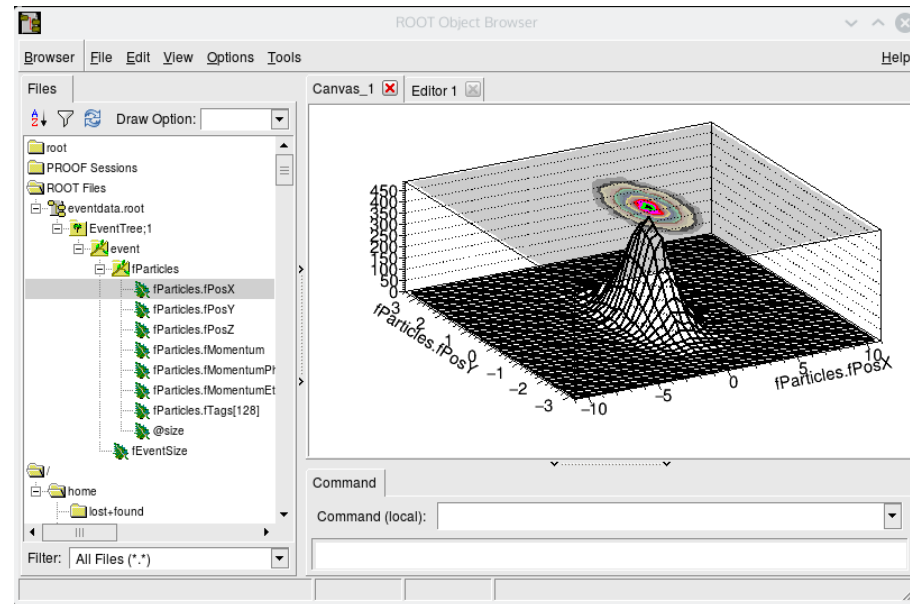 ROOT Object Browser
Browser File Edit View Options Tools Help
Files
Draw Option:
root
PROOF Sessions
ROOT Files
eventdata.root
EventTree;1
event
fParticles
fParticles.fPosX
fParticles.fPosY
fParticles.fPosZ
fParticles.fMomentum
fParticles.fMomentumPh
fParticles.fMomentumEt
fParticles.fTags[128]
@size
fEventSize
/
home
lost+found
Filter: All Files (*.*)
Canvas_1 Editor 1
450
400
350
300
250
200
150
100
50
0
3
2
1
0
−1
−2
−3
fParticles.fPosY
−10
−5
0
5
10
fParticles.fPosX
Command
Command (local):